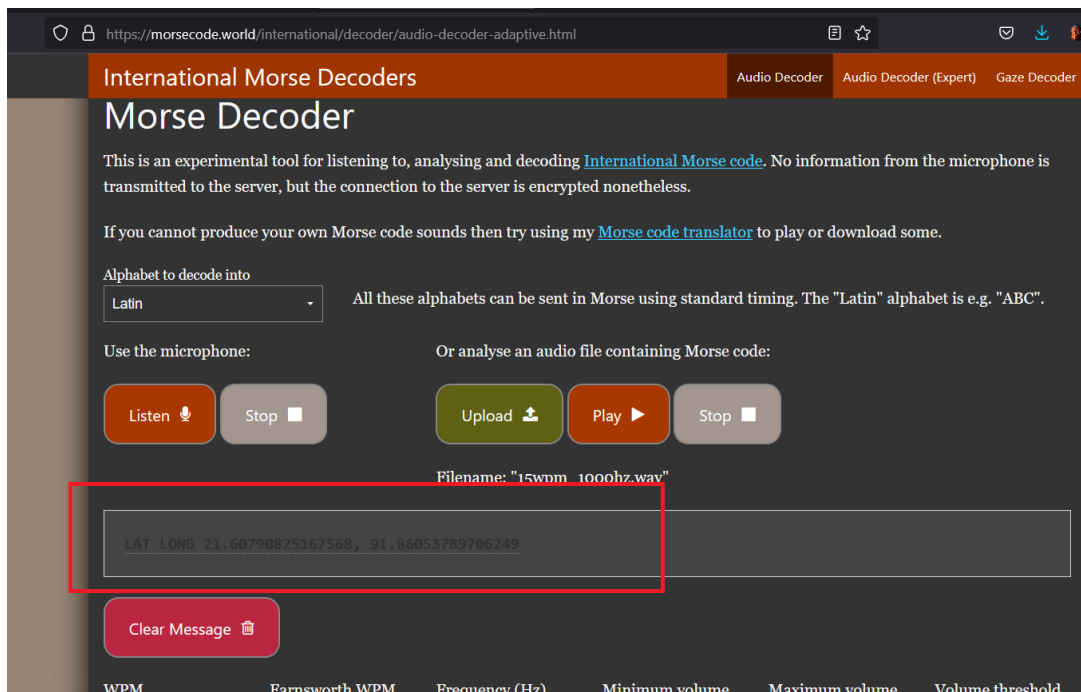 https://morsecode.world/international/decoder/audio-decoder-adaptive.html
International Morse Decoders Audio Decoder Audio Decoder (Expert) Gaze Decoder
Morse Decoder
This is an experimental tool for listening to, analysing and decoding International Morse code. No information from the microphone is
transmitted to the server, but the connection to the server is encrypted nonetheless.
If you cannot produce your own Morse code sounds then try using my Morse code translator to play or download some.
Alphabet to decode into
Latin All these alphabets can be sent in Morse using standard timing. The "Latin" alphabet is e.g. "ABC".
Use the microphone: Or analyse an audio file containing Morse code:
Listen Stop Upload Play Stop
Filename: "15wpm_1000hz.wav"
LAT LONG 21.60790825167568, 91.86053789706249
Clear Message
WPM Farnsworth WPM Frequency (Hz) Minimum volume Maximum volume Volume threshold